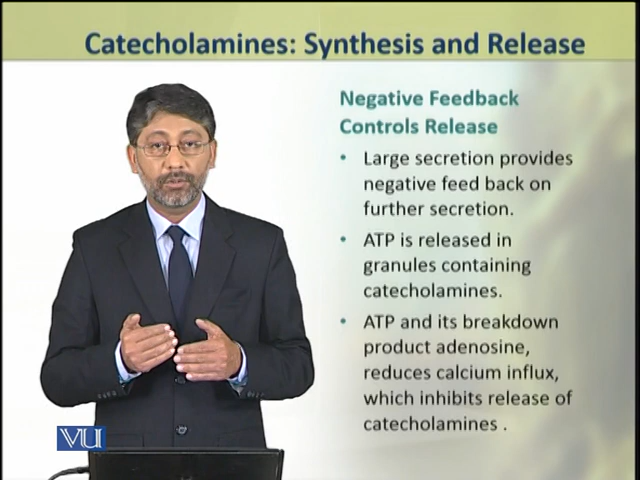 Catecholamines: Synthesis and Release
Negative Feedback
Controls Release
• Large secretion provides
negative feed back on
further secretion.
• ATP is released in
granules containing
catecholamines.
• ATP and its breakdown
product adenosine,
reduces calcium influx,
which inhibits release of
catecholamines .
VU